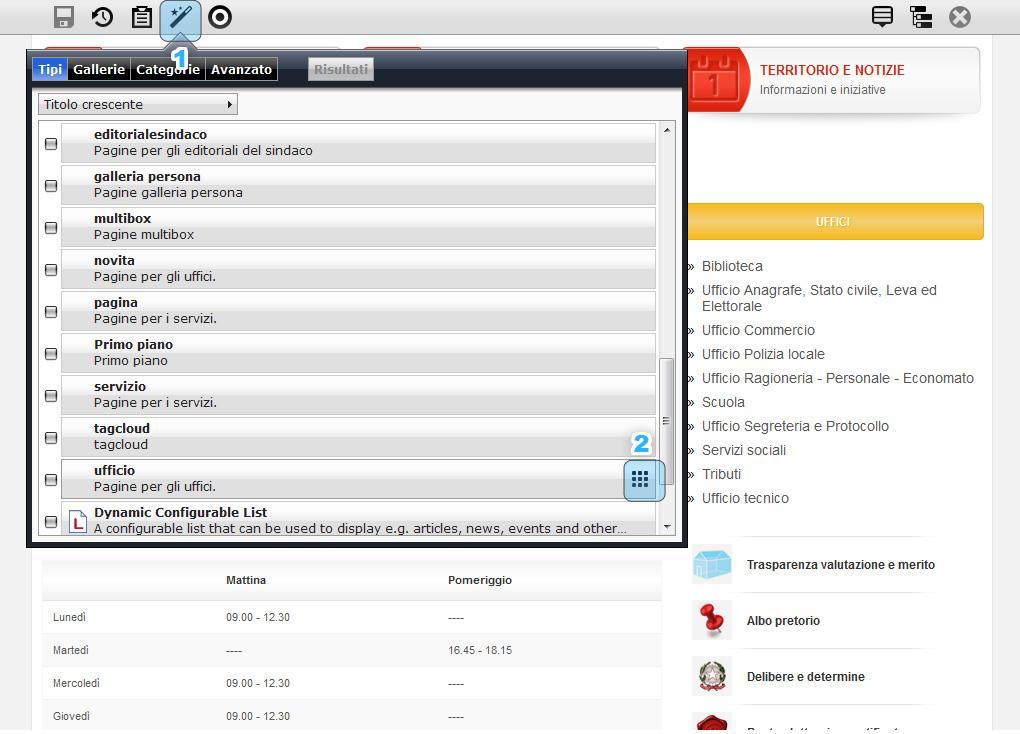 1
Tipi Gallerie Categorie Avanzato Risultati
Titolo crescente
editorialesindaco
Pagine per gli editoriali del sindaco
galleria persona
Pagine galleria persona
multibox
Pagine multibox
novita
Pagine per gli uffici.
pagina
Pagine per i servizi.
Primo piano
Primo piano
servizio
Pagine per i servizi.
tagcloud
tagcloud
2
ufficio
Pagine per gli uffici.
L
Dynamic Configurable List
A configurable list that can be used to display e.g. articles, news, events and other...
1
TERRITORIO E NOTIZIE
Informazioni e iniziative
UFFICI
» Biblioteca
» Ufficio Anagrafe, Stato civile, Leva ed
Elettorale
» Ufficio Commercio
» Ufficio Polizia locale
» Ufficio Ragioneria - Personale - Economato
» Scuola
» Ufficio Segreteria e Protocollo
» Servizi sociali
» Tributi
» Ufficio tecnico
Trasparenza valutazione e merito
Albo pretorio
Delibere e determine
Mattina Pomeriggio
Lunedì 09.00 - 12.30 ----
Martedì ---- 16.45 - 18.15
Mercoledì 09.00 - 12.30 ----
Giovedì 09.00 - 12.30 ----